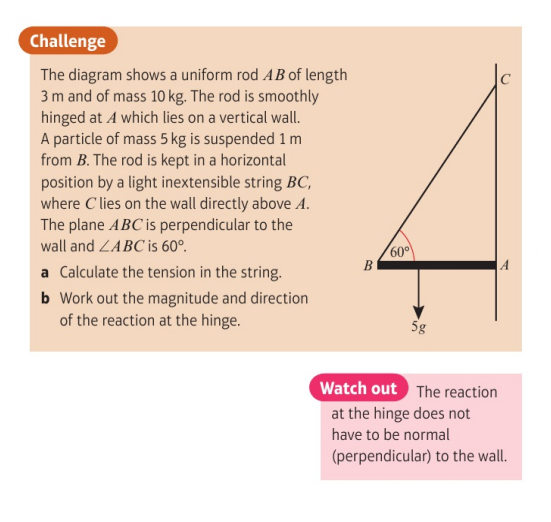 Challenge
The diagram shows a uniform rod AB of length
3 m and of mass 10 kg. The rod is smoothly
hinged at A which lies on a vertical wall.
A particle of mass 5 kg is suspended 1 m
from B. The rod is kept in a horizontal
position by a light inextensible string BC,
where C lies on the wall directly above A.
The plane ABC is perpendicular to the
wall and ∠ABC is 60°.
a Calculate the tension in the string.
b Work out the magnitude and direction
of the reaction at the hinge.
C
60°
B
A
5g
Watch out The reaction
at the hinge does not
have to be normal
(perpendicular) to the wall.